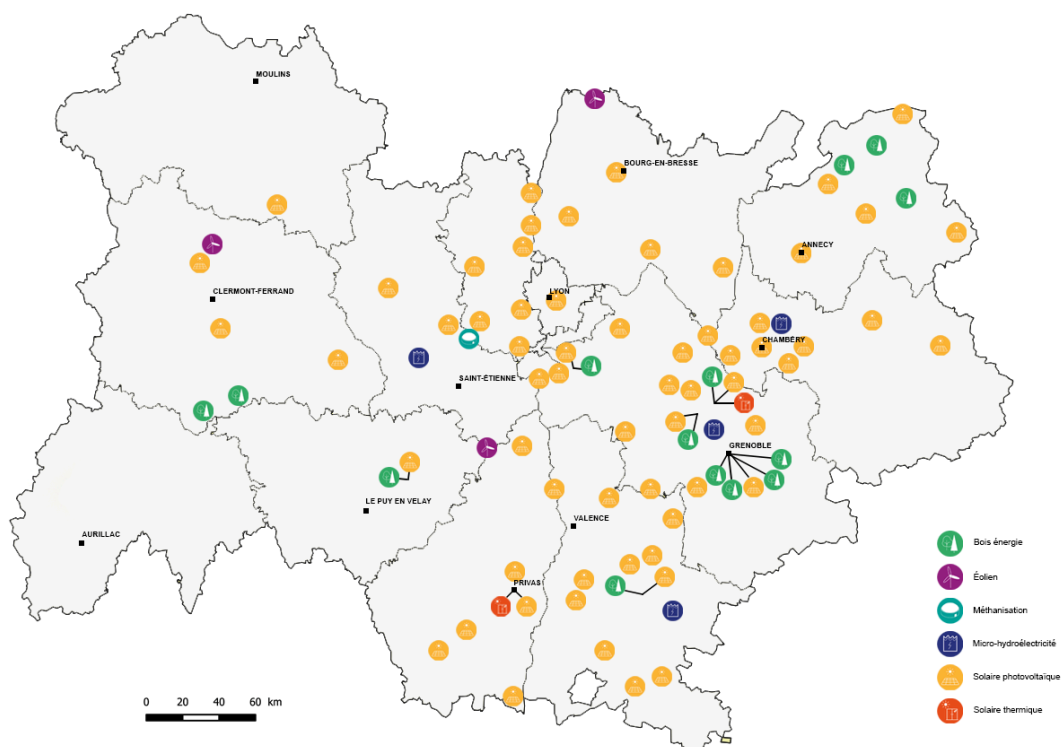 MOULINS
BOURG-EN-BRESSE
ANNECY
CLERMONT-FERRAND
LYON
CHAMBÉRY
SAINT-ÉTIENNE
GRENOBLE
LE PUY EN VELAY
VALENCE
AURILLAC
PRIVAS
Bois énergie
Éolien
Méthanisation
Micro-hydroélectricité
Solaire photovoltaïque
Solaire thermique
0 20 40 60 km